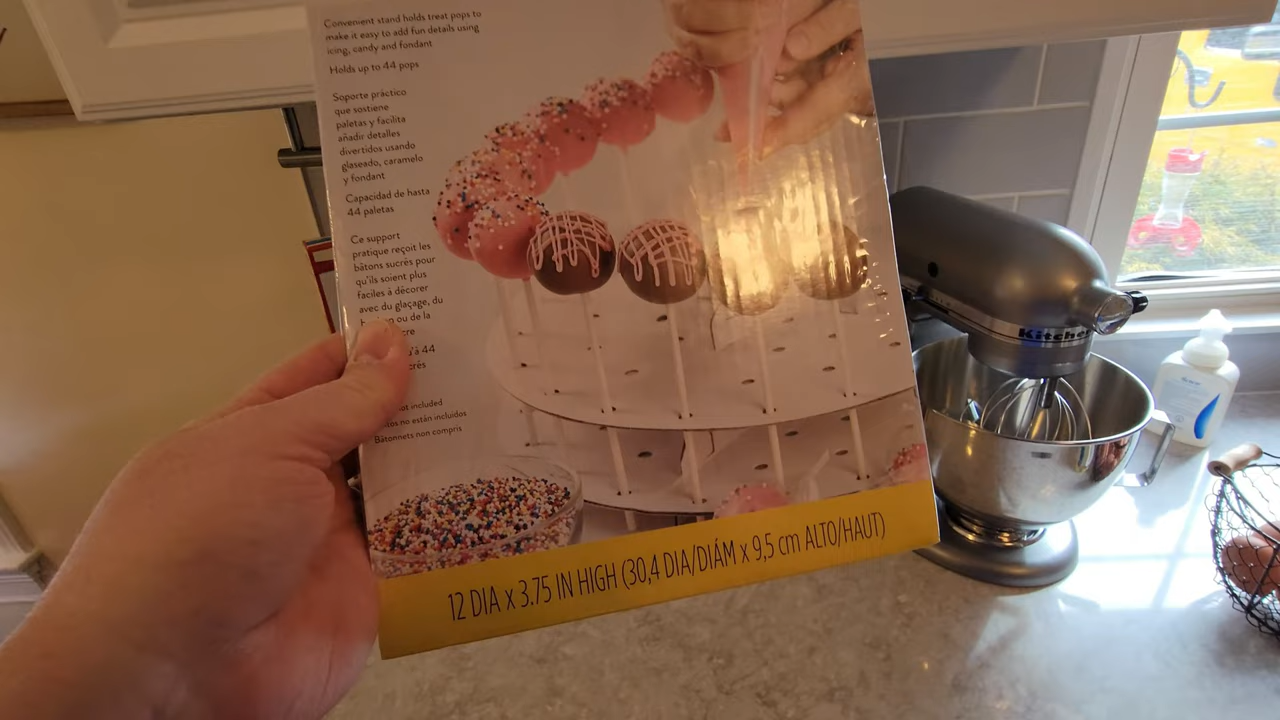 Convenient stand holds treat pops to
make it easy to add fun details using
icing, candy and fondant
Holds up to 44 pops
Soporte práctico
que sostiene
paletas y facilita
añadir detalles
divertidos usando
glaseado, caramelo
y fondant
Capacidad de hasta
44 paletas
Ce support
pratique reçoit les
bâtons sucrés pour
qu'ils soient plus
faciles à décorer
avec du glaçage, du
ou de la
44
not included
no están incluidos
Bâtonnets non compris
12 DIA x 3.75 IN HIGH (30,4 DIA/DIÁM x 9,5 cm ALTO/HAUT)